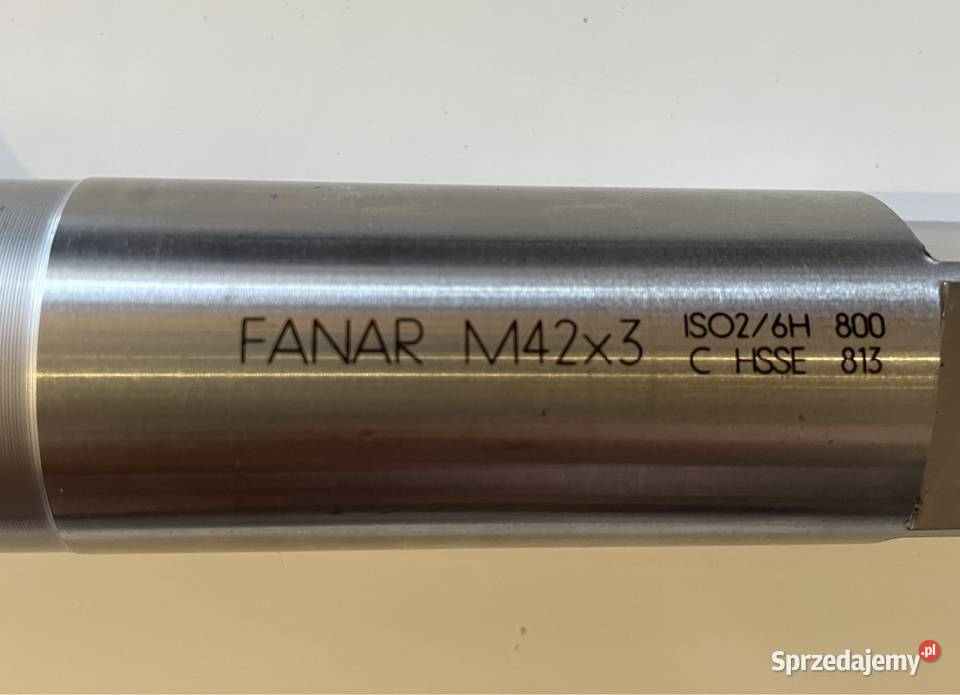 FANAR M42x3 ISO2/6H 800
C HSSE 813
Sprzedajemy.pl